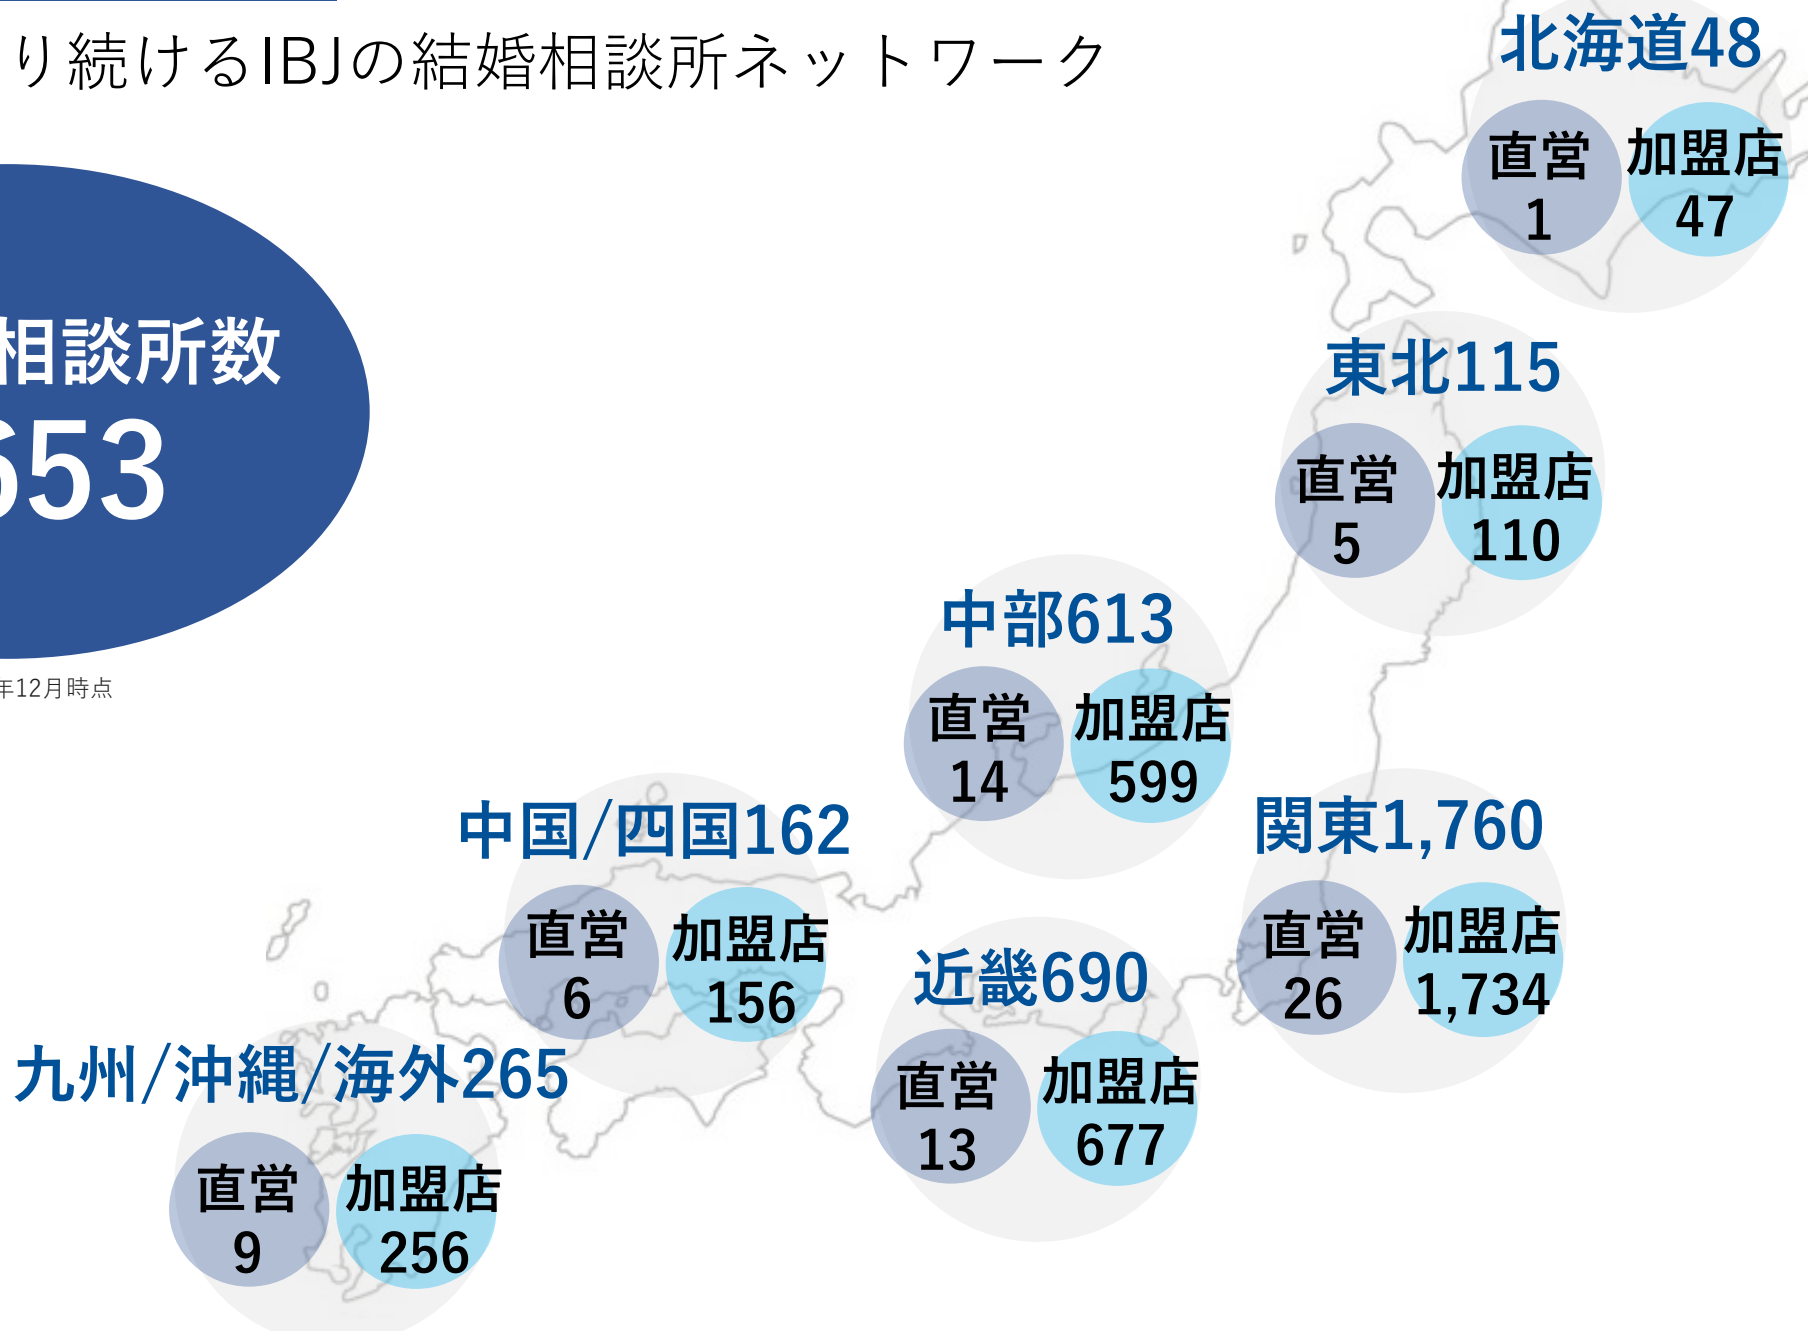 り続けるIBJの結婚相談所ネットワーク
相談所数
653
年12月時点
北海道48
直営
1
加盟店
47
東北115
直営
5
加盟店
110
中部613
直営
14
加盟店
599
関東1,760
直営
26
加盟店
1,734
中国/四国162
直営
6
加盟店
156
近畿690
直営
13
加盟店
677
九州/沖縄/海外265
直営
9
加盟店
256